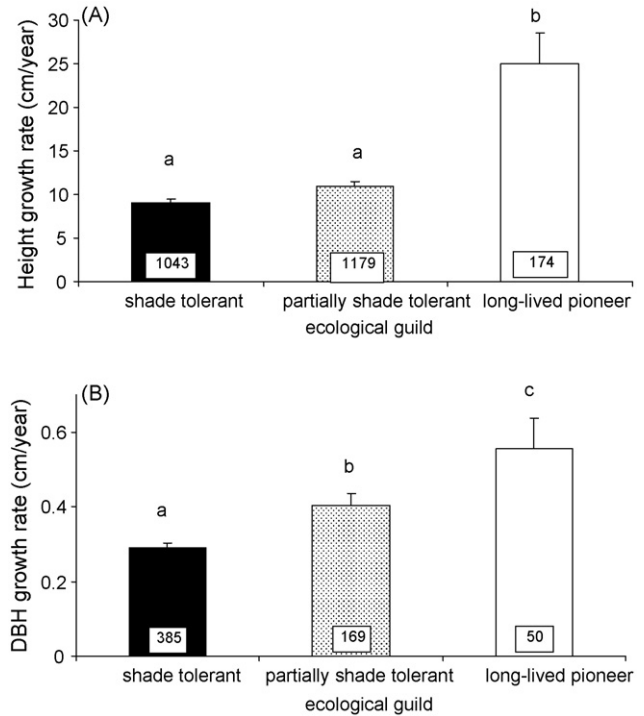 (A)
Height growth rate (cm/year)
30
25
20
15
10
5
0
a
a
b
1043
1179
174
shade tolerant
partially shade tolerant
long-lived pioneer
ecological guild
(B)
DBH growth rate (cm/year)
0.6
0.4
0.2
0
a
b
c
385
169
50
shade tolerant
partially shade tolerant
long-lived pioneer
ecological guild